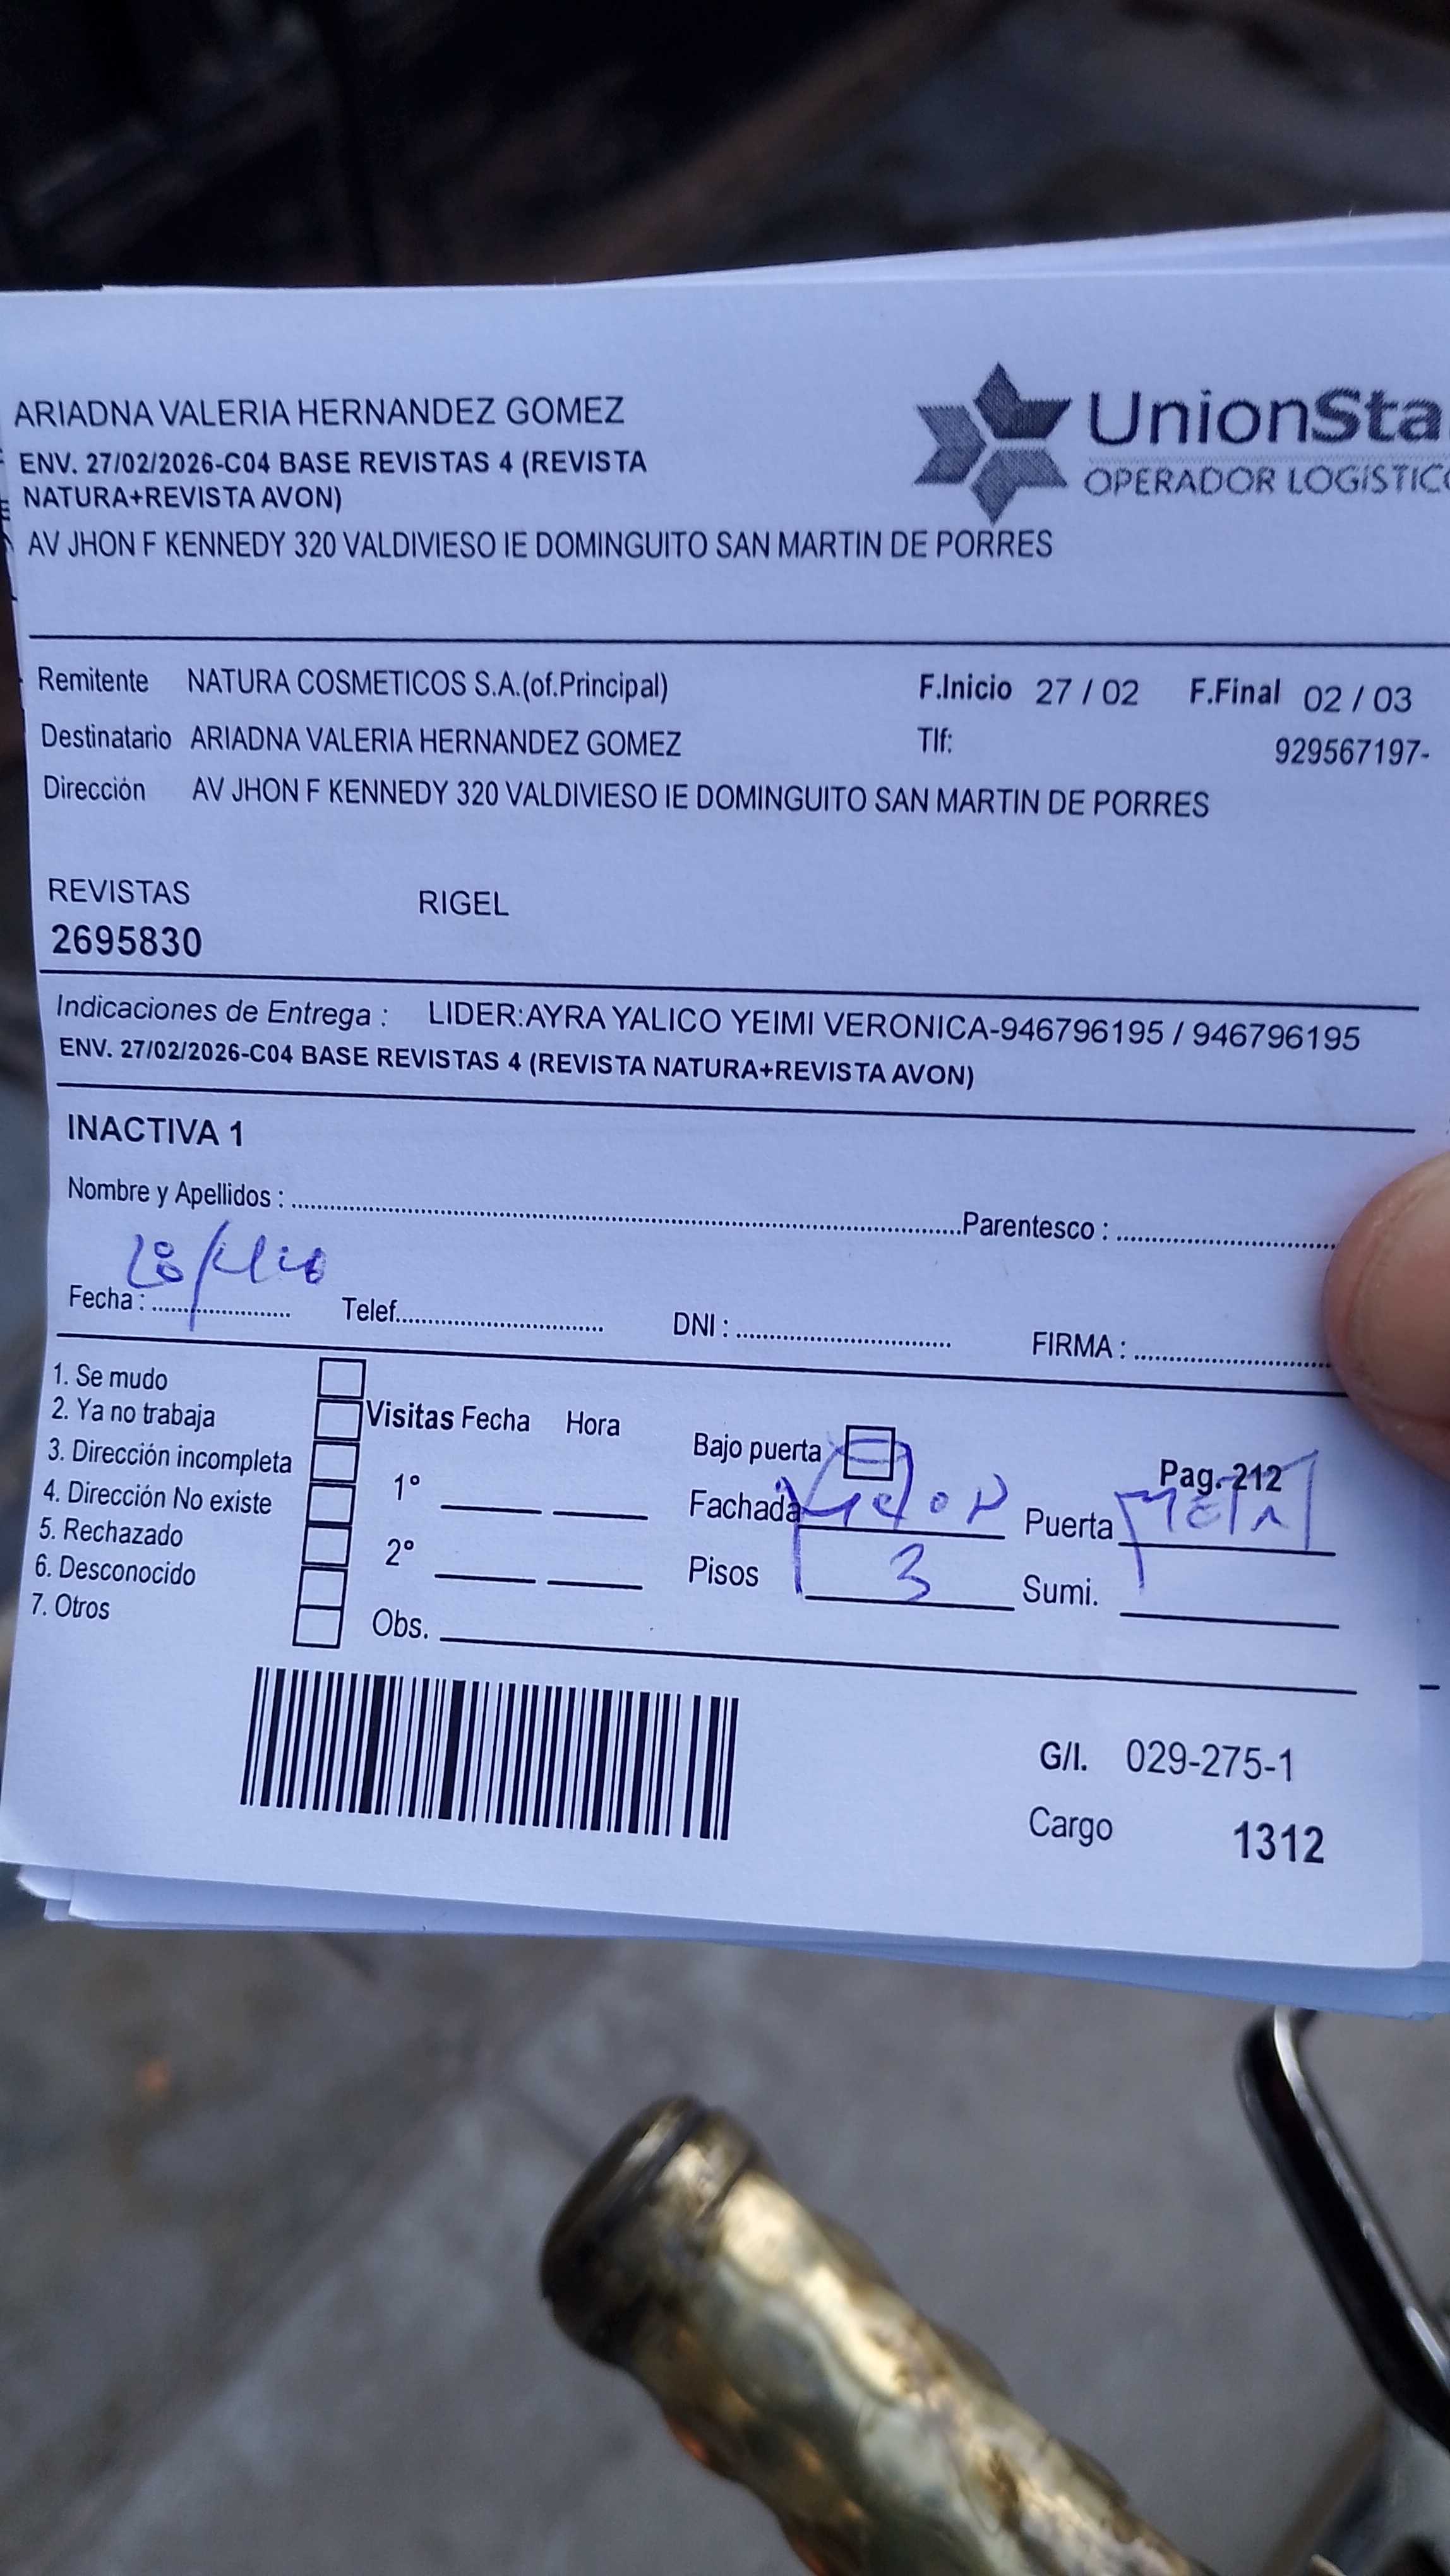 ARIADNA VALERIA HERNANDEZ GOMEZ
ENV. 27/02/2026-C04 BASE REVISTAS 4 (REVISTA
NATURA+REVISTA AVON)
AV JHON F KENNEDY 320 VALDIVIESO IE DOMINGUITO SAN MARTIN DE PORRES
UnionSta
OPERADOR LOGÍSTICO
Remitente NATURA COSMETICOS S.A.(of.Principal) F.Inicio 27 / 02 F.Final 02 / 03
Destinatario ARIADNA VALERIA HERNANDEZ GOMEZ Tlf: 929567197-
Dirección AV JHON F KENNEDY 320 VALDIVIESO IE DOMINGUITO SAN MARTIN DE PORRES
REVISTAS RIGEL
2695830
Indicaciones de Entrega : LIDER:AYRA YALICO YEIMI VERONICA-946796195 / 946796195
ENV. 27/02/2026-C04 BASE REVISTAS 4 (REVISTA NATURA+REVISTA AVON)
INACTIVA 1
Nombre y Apellidos : Parentesco :
Fecha : Telef. DNI : FIRMA :
1. Se mudo
2. Ya no trabaja
3. Dirección incompleta
4. Dirección No existe
5. Rechazado
6. Desconocido
7. Otros
Visitas Fecha Hora
1°
2°
Obs.
Bajo puerta Pag. 212
Fachada Puerta
Pisos 3 Sumi.
G/I. 029-275-1
Cargo 1312